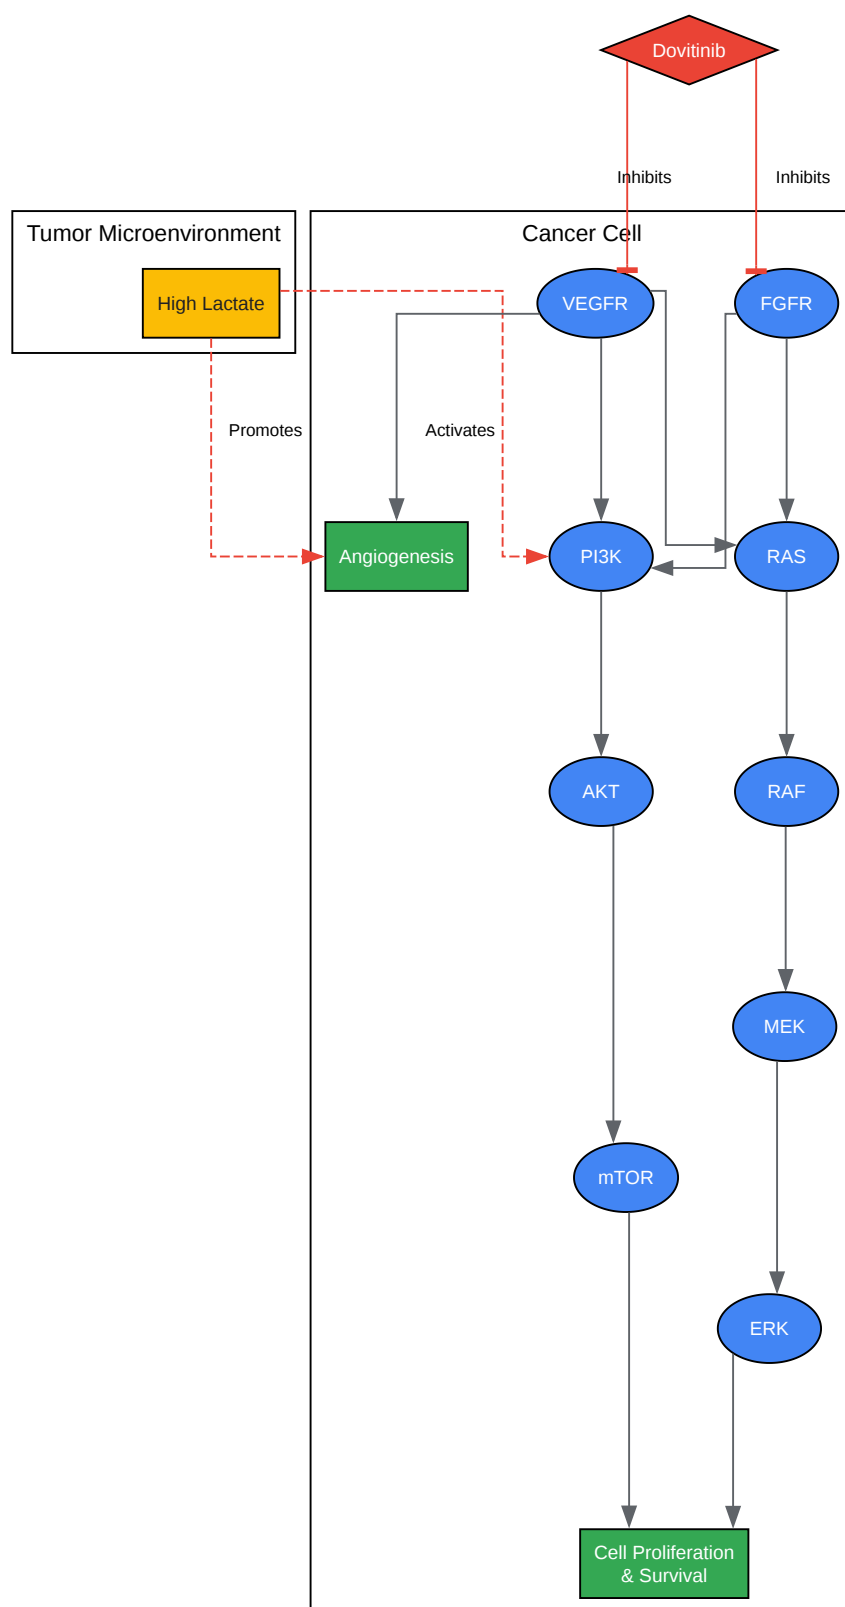 Dovitinib
Inhibits
Inhibits
Tumor Microenvironment
Cancer Cell
High Lactate
VEGFR
FGFR
Promotes
Activates
Angiogenesis
PI3K
RAS
AKT
RAF
MEK
mTOR
ERK
Cell Proliferation
& Survival